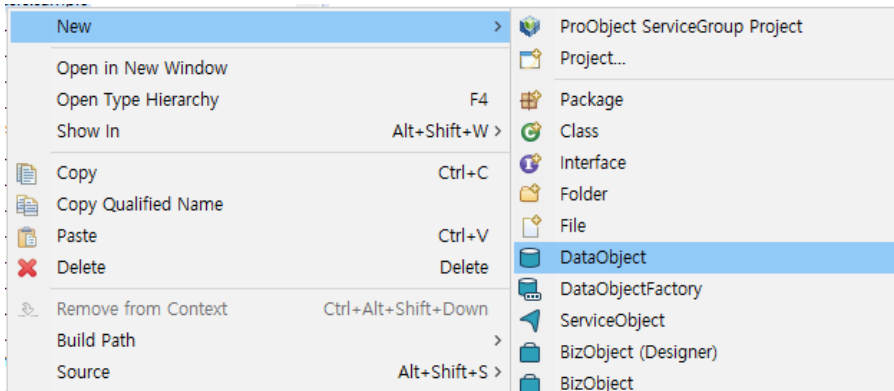 New >
Open in New Window
Open Type Hierarchy F4
Show In Alt+Shift+W >
Copy Ctrl+C
Copy Qualified Name
Paste Ctrl+V
Delete Delete
Remove from Context Ctrl+Alt+Shift+Down
Build Path >
Source Alt+Shift+S >
ProObject ServiceGroup Project
Project...
Package
Class
Interface
Folder
File
DataObject
DataObjectFactory
ServiceObject
BizObject (Designer)
BizObject